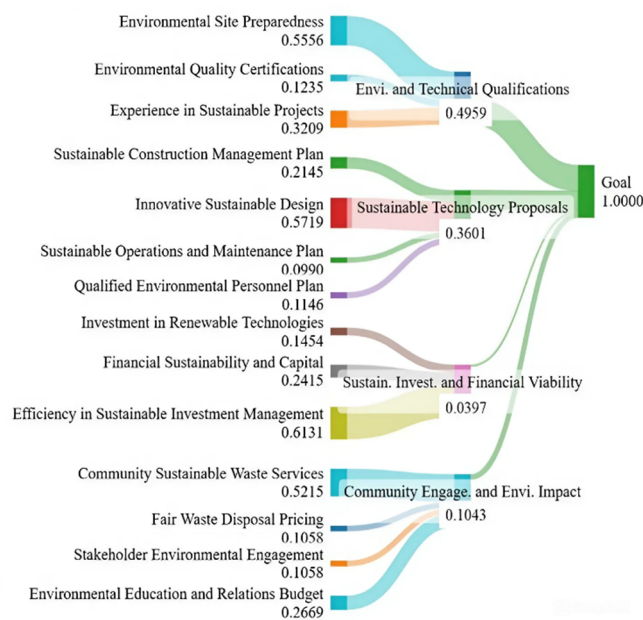 Environmental Site Preparedness
0.5556
Environmental Quality Certifications
0.1235
Envi. and Technical Qualifications
0.4959
Experience in Sustainable Projects
0.3209
Sustainable Construction Management Plan
0.2145
Goal
1.0000
Innovative Sustainable Design
0.5719
Sustainable Technology Proposals
0.3601
Sustainable Operations and Maintenance Plan
0.0990
Qualified Environmental Personnel Plan
0.1146
Investment in Renewable Technologies
0.1454
Financial Sustainability and Capital
0.2415
Sustain. Invest. and Financial Viability
0.0397
Efficiency in Sustainable Investment Management
0.6131
Community Sustainable Waste Services
0.5215
Community Engage. and Envi. Impact
0.1043
Fair Waste Disposal Pricing
0.1058
Stakeholder Environmental Engagement
0.1058
Environmental Education and Relations Budget
0.2669